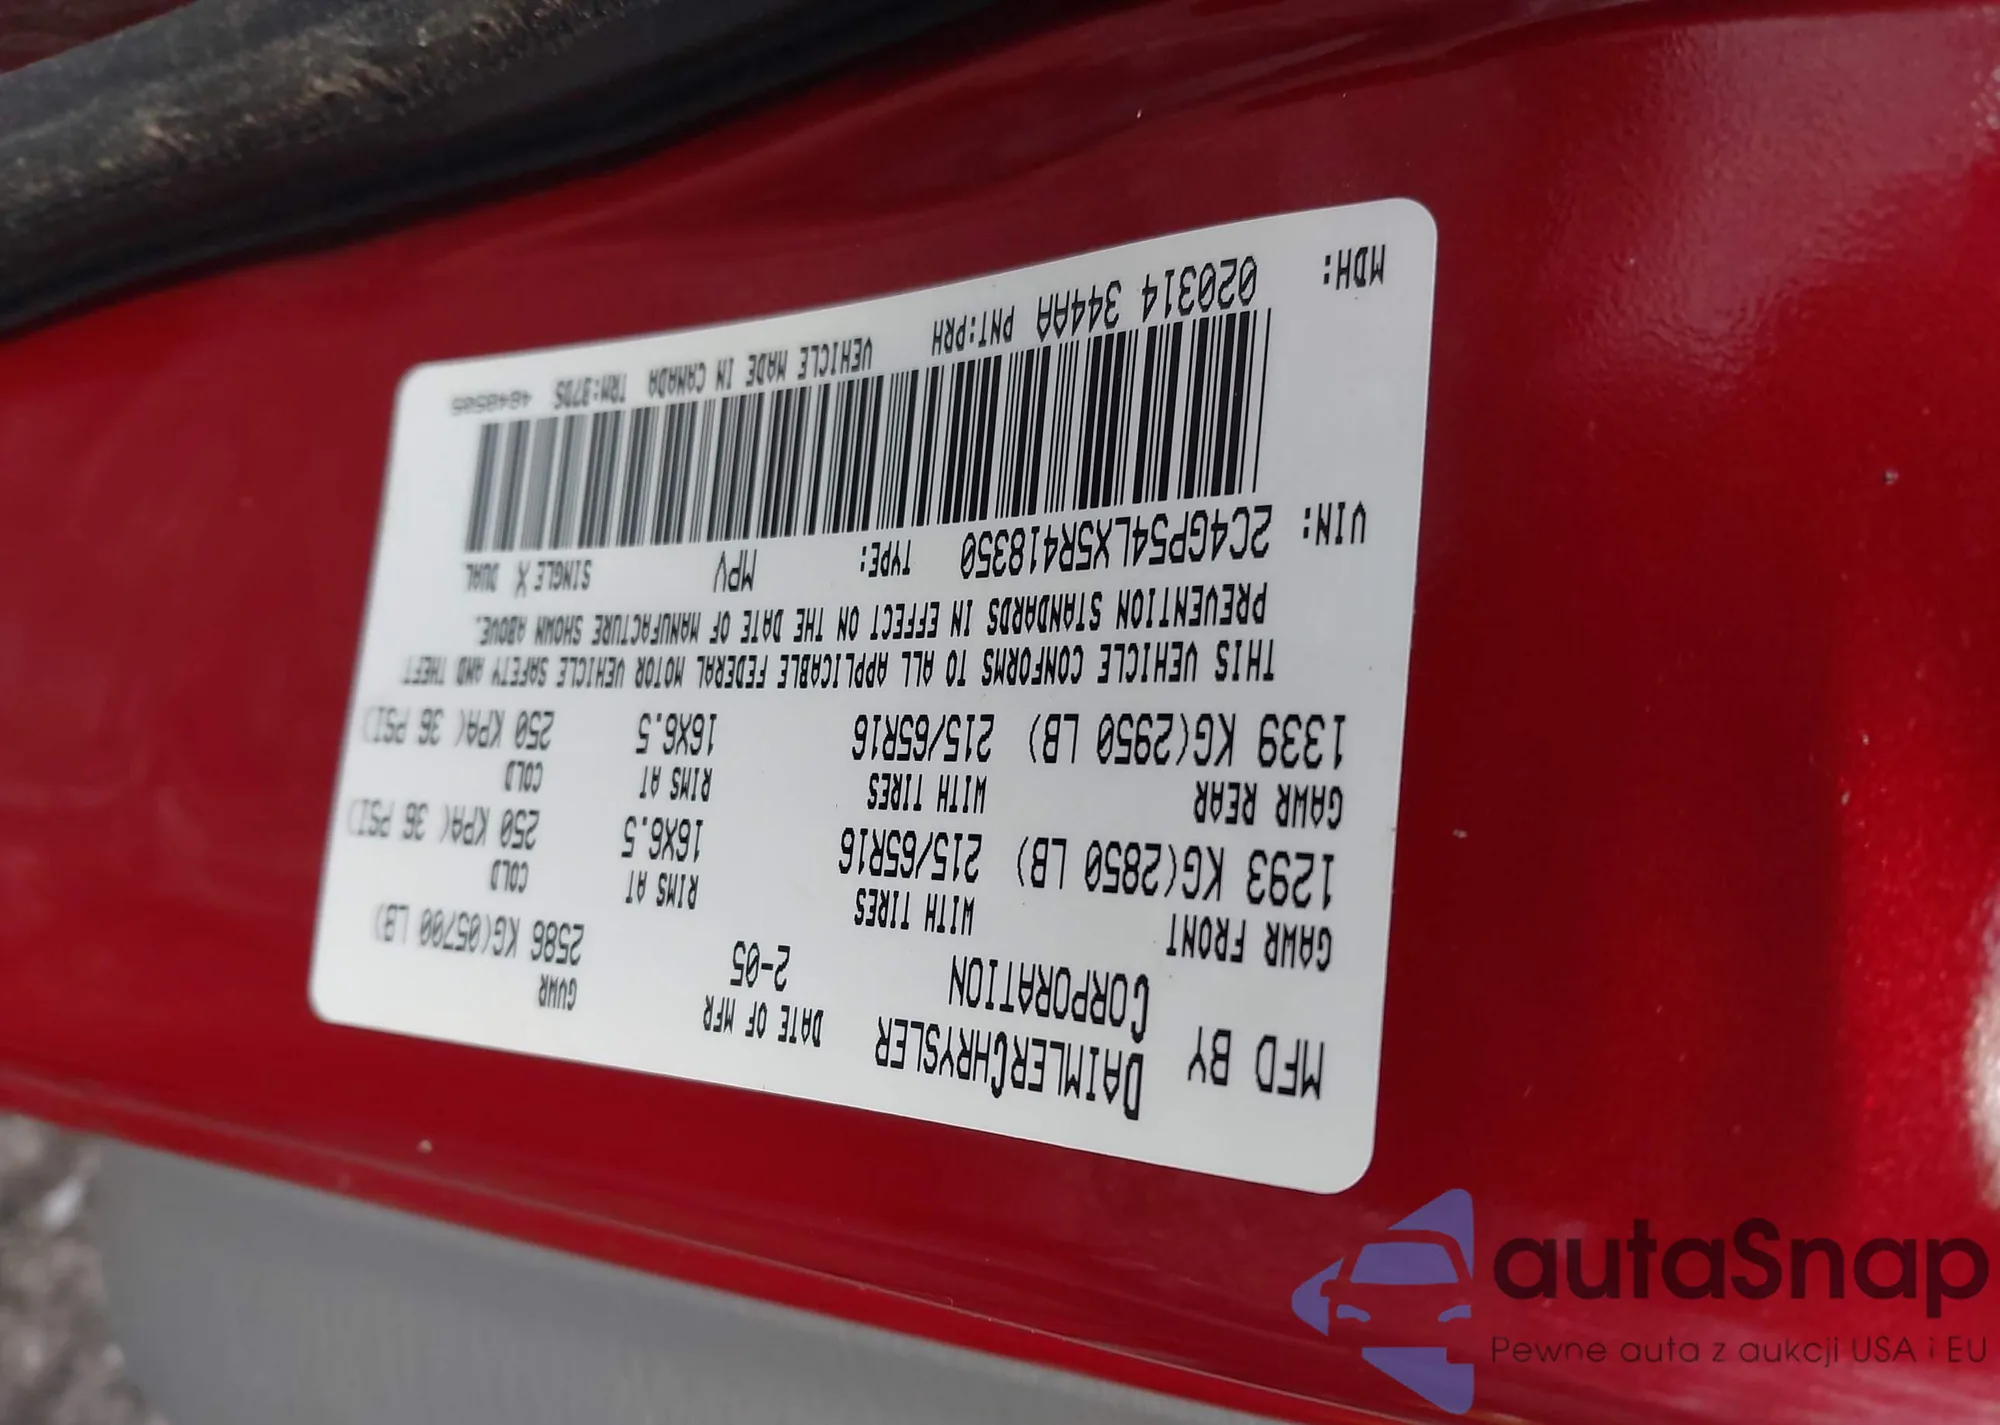 MFD BY DAIMLERCHRYSLER CORPORATION DATE OF MFR 2-05 GVWR 2586 KG(05700 LB)
GAWR FRONT WITH TIRES RIMS AT COLD
1293 KG(2850 LB) 215/65R16 16X6.5 250 KPA( 36 PSI)
GAWR REAR WITH TIRES RIMS AT COLD
1339 KG(2950 LB) 215/65R16 16X6.5 250 KPA( 36 PSI)
THIS VEHICLE CONFORMS TO ALL APPLICABLE FEDERAL MOTOR VEHICLE SAFETY AND THEFT
PREVENTION STANDARDS IN EFFECT ON THE DATE OF MANUFACTURE SHOWN ABOVE.
VIN: 2C4GP54LX5R418350 TYPE: MPV SINGLE X DUAL
MDH: 020314 344AA PNT:PRH VEHICLE MADE IN CANADA TRM:B7D5
autaSnap
Pewne auta z aukcji USA i EU